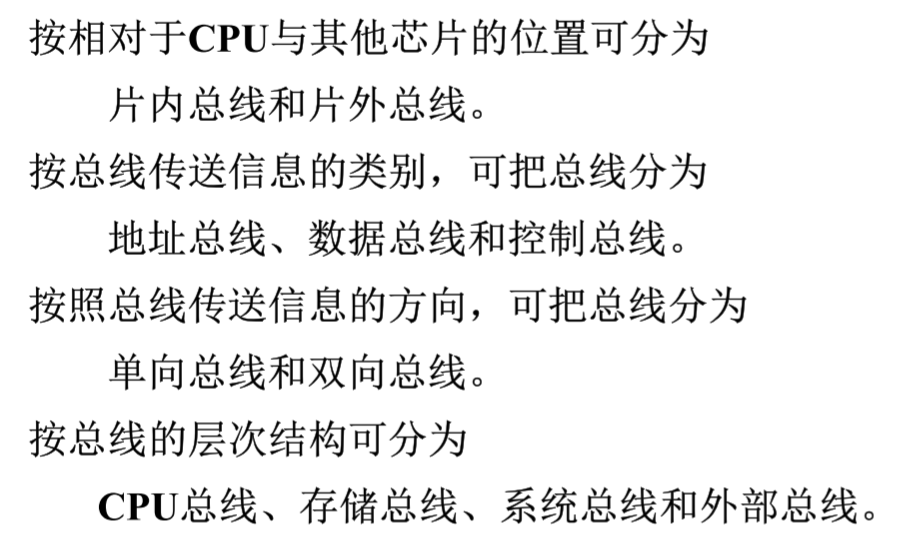 按相对于CPU与其他芯片的位置可分为
片内总线和片外总线。
按总线传送信息的类别，可把总线分为
地址总线、数据总线和控制总线。
按照总线传送信息的方向，可把总线分为
单向总线和双向总线。
按总线的层次结构可分为
CPU总线、存储总线、系统总线和外部总线。